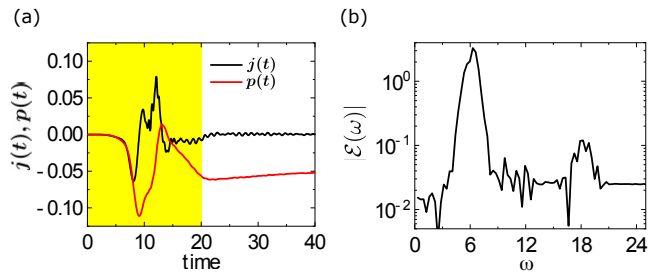 (a)
(b)
0.10
0.05
0.00
-0.05
-0.10
j(t), p(t)
j(t)
p(t)
0 10 20 30 40
time
10⁰
10⁻¹
10⁻²
|ℰ(ω)|
0 6 12 18 24
ω